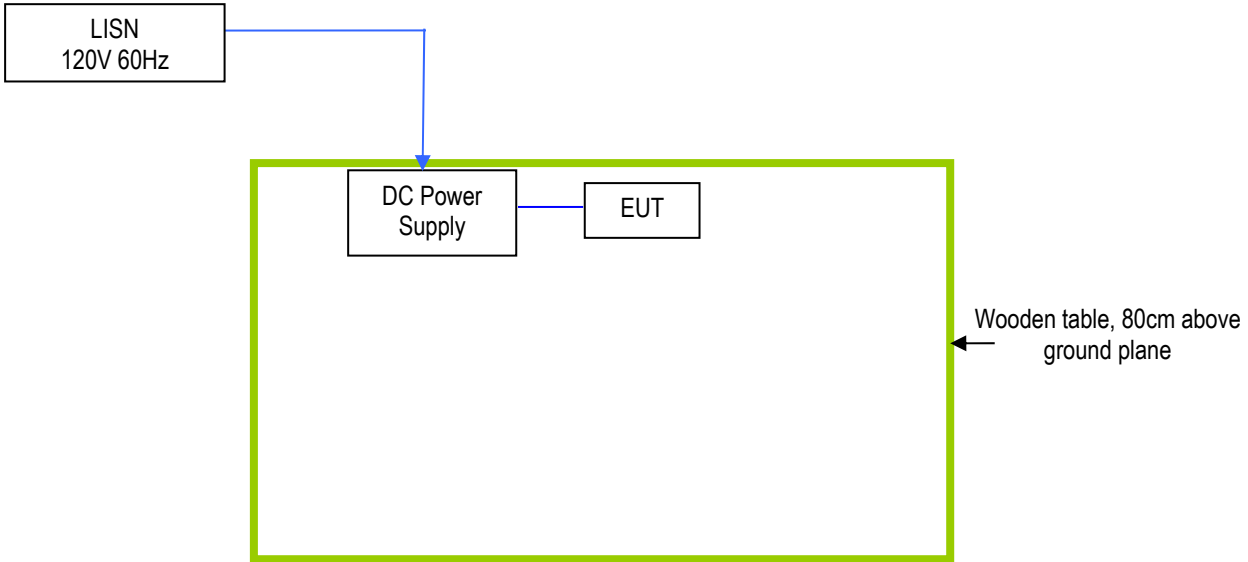 LISN
120V 60Hz
DC Power
Supply
EUT
Wooden table, 80cm above
ground plane